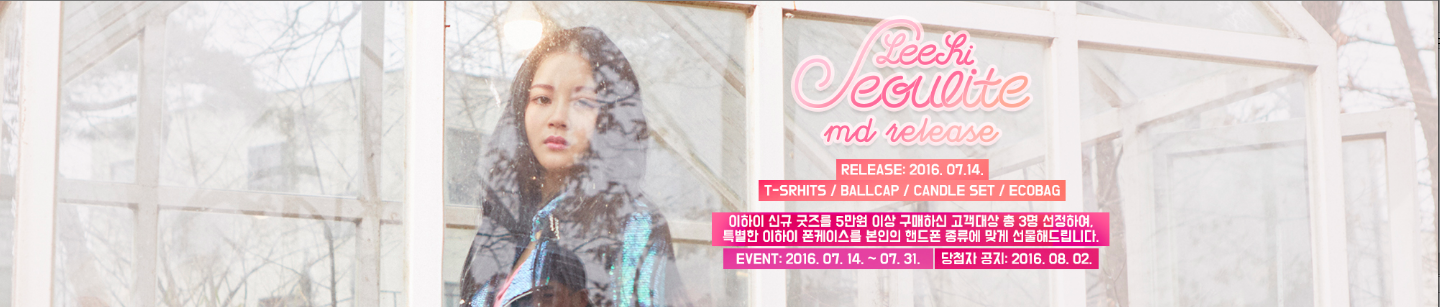 LeeHi
Seoulite
md release
RELEASE: 2016. 07.14.
T-SRHITS / BALLCAP / CANDLE SET / ECOBAG
이하이 신규 굿즈를 5만원 이상 구매하신 고객대상 총 3명 선정하여,
특별한 이하이 폰케이스를 본인의 핸드폰 종류에 맞게 선물해드립니다.
EVENT: 2016. 07. 14. ~ 07. 31. 당첨자 공지: 2016. 08. 02.